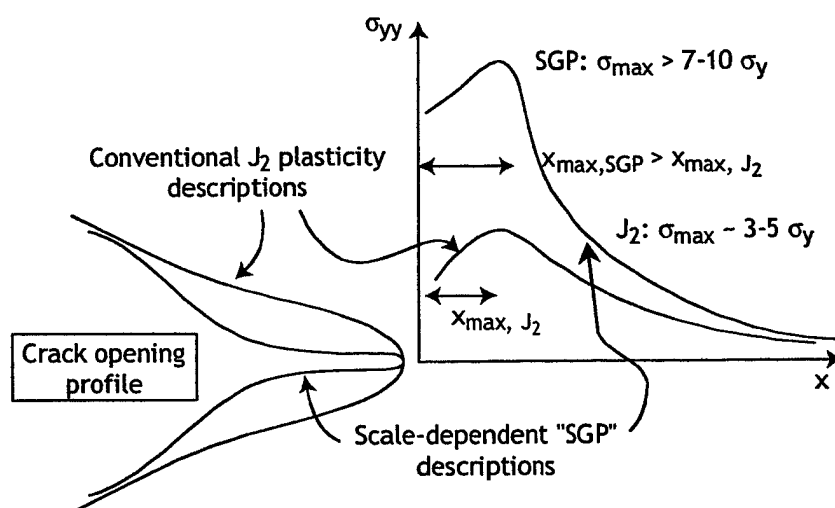 σyy
SGP: σmax > 7-10 σy
Conventional J2 plasticity
descriptions
xmax,SGP > xmax, J2
J2: σmax ~ 3-5 σy
xmax, J2
Crack opening
profile
x
Scale-dependent "SGP"
descriptions